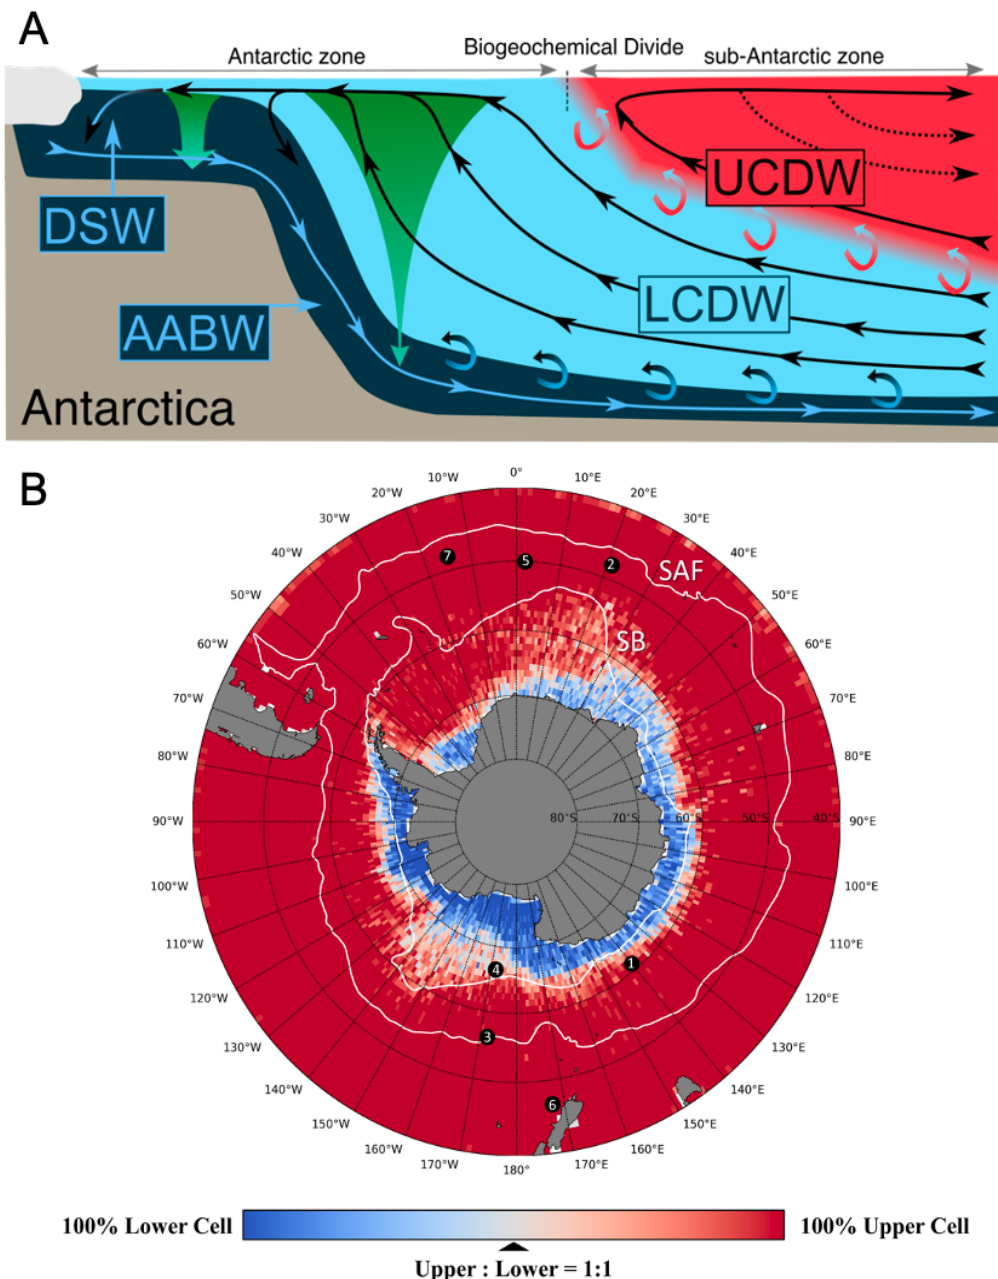 A
Antarctic zone
Biogeochemical Divide
sub-Antarctic zone
UCDW
DSW
LCDW
AABW
Antarctica
B
0°
10°W
10°E
20°W
20°E
30°W
30°E
40°W
40°E
50°W
50°E
60°W
60°E
70°W
70°E
80°W
80°E
90°W
90°E
100°W
100°E
110°W
110°E
120°W
120°E
130°W
130°E
140°W
140°E
150°W
150°E
160°W
160°E
170°W
180°
170°E
7
5
2
SAF
SB
80°S
70°S
60°S
50°S
40°S
4
1
3
6
100% Lower Cell
100% Upper Cell
Upper : Lower = 1:1